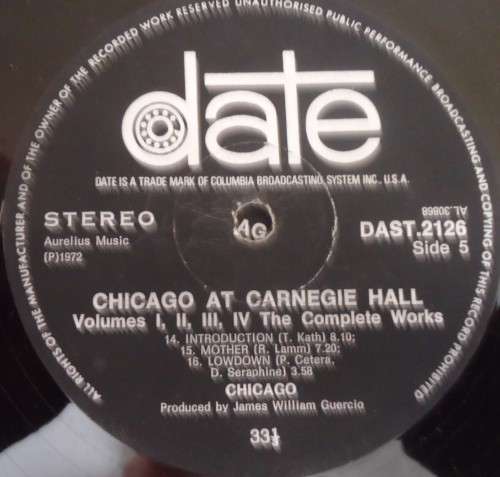 ALL RIGHTS OF THE MANUFACTURER AND OF THE OWNER OF THE RECORDED WORK RESERVED UNAUTHORISED PUBLIC PERFORMANCE BROADCASTING AND COPYING OF THIS RECORD PROHIBITED
date
DATE IS A TRADE MARK OF COLUMBIA BROADCASTING SYSTEM INC. U.S.A.
STEREO
Aurelius Music
(P)1972
AG
AL.30868
DAST.2126
Side 5
CHICAGO AT CARNEGIE HALL
Volumes I, II, III, IV The Complete Works
14. INTRODUCTION (T. Kath) 8.10;
15. MOTHER (R. Lamm) 7.20;
16. LOWDOWN (P. Cetera,
D. Seraphine) 3.58
CHICAGO
Produced by James William Guercio
33⅓